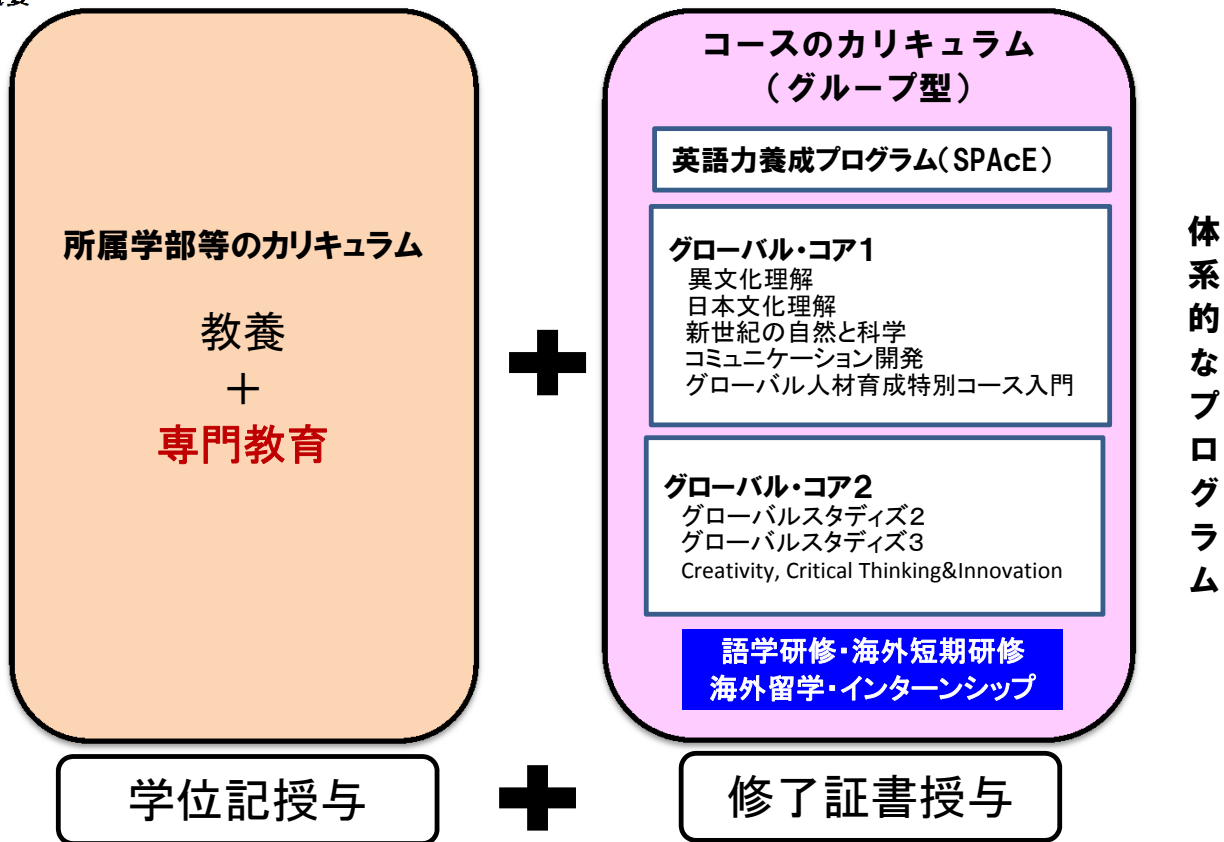 所属学部等のカリキュラム
教養
＋
専門教育
コースのカリキュラム
（グループ型）
英語力養成プログラム（SPAcE）
グローバル・コア１
異文化理解
日本文化理解
新世紀の自然と科学
コミュニケーション開発
グローバル人材育成特別コース入門
グローバル・コア２
グローバルスタディズ２
グローバルスタディズ３
Creativity, Critical Thinking&Innovation
語学研修・海外短期研修
海外留学・インターンシップ
体系的なプログラム
学位記授与
修了証書授与